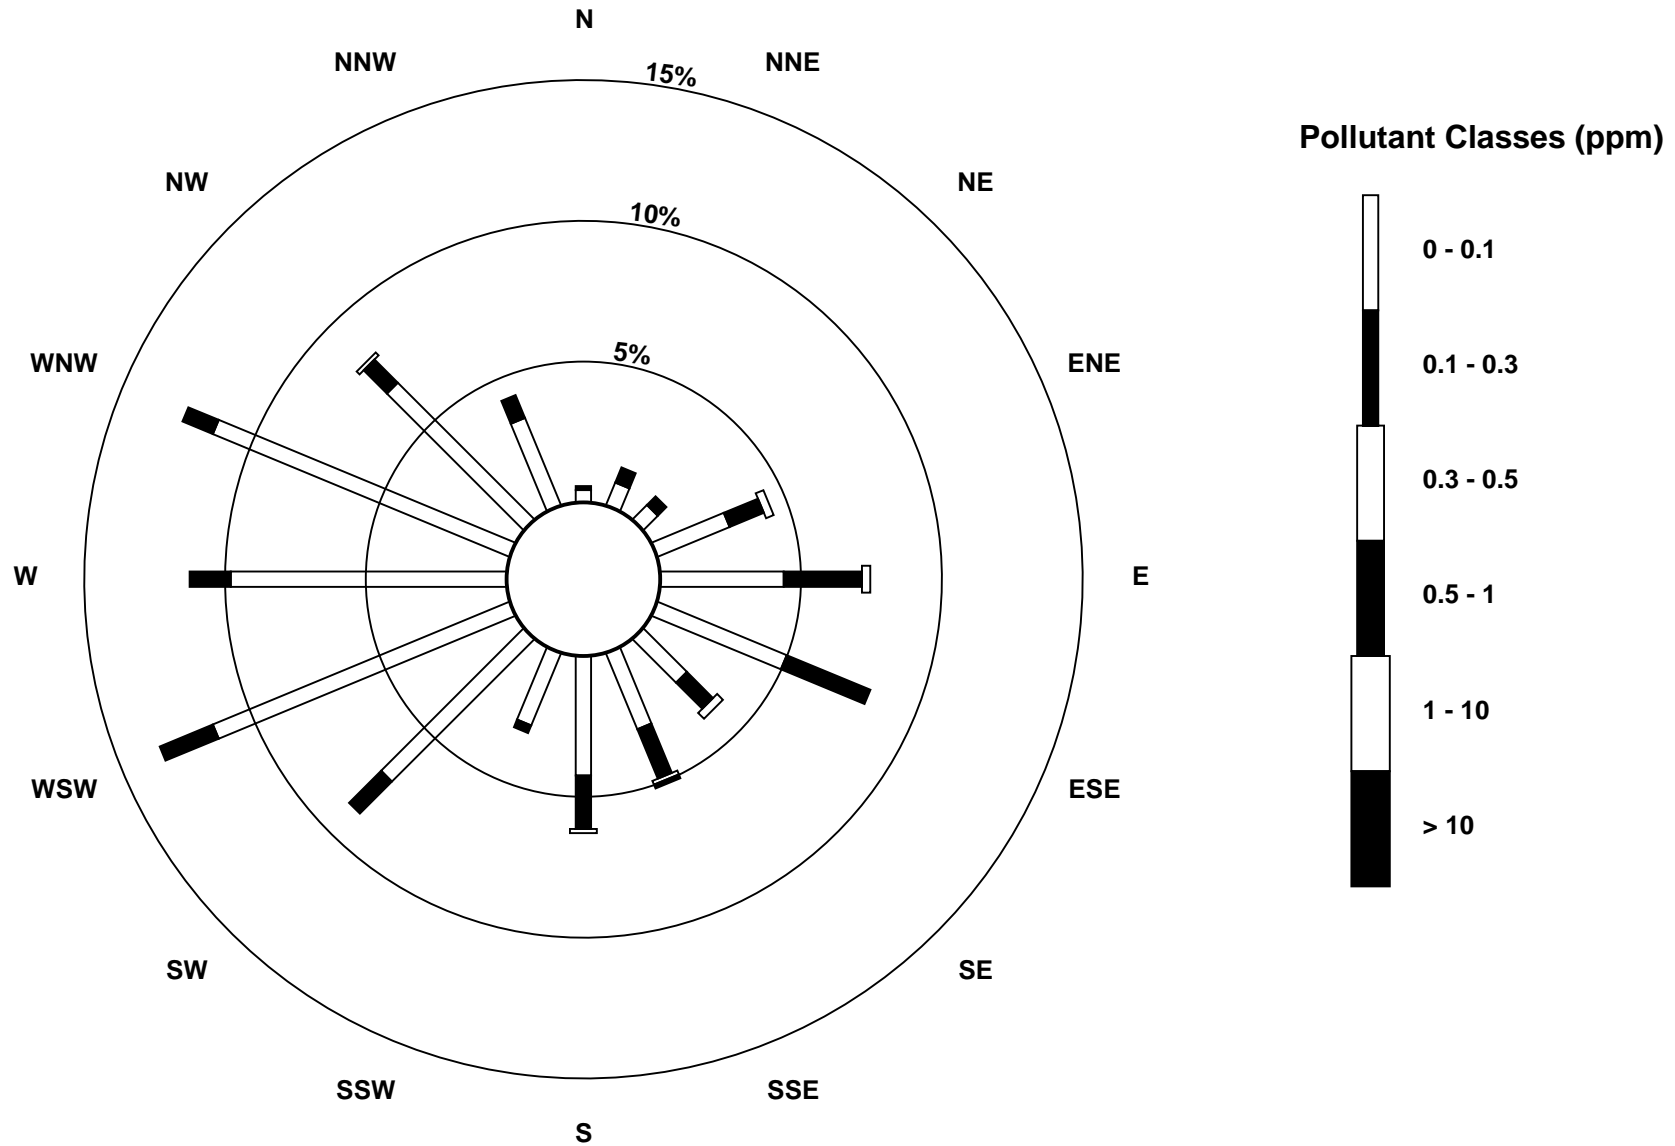 N
NNW
NNE
15%
Pollutant Classes (ppm)
NW
NE
10%
0 - 0.1
5%
WNW
ENE
0.1 - 0.3
0.3 - 0.5
W
E
0.5 - 1
1 - 10
WSW
ESE
> 10
SW
SE
SSW
SSE
S